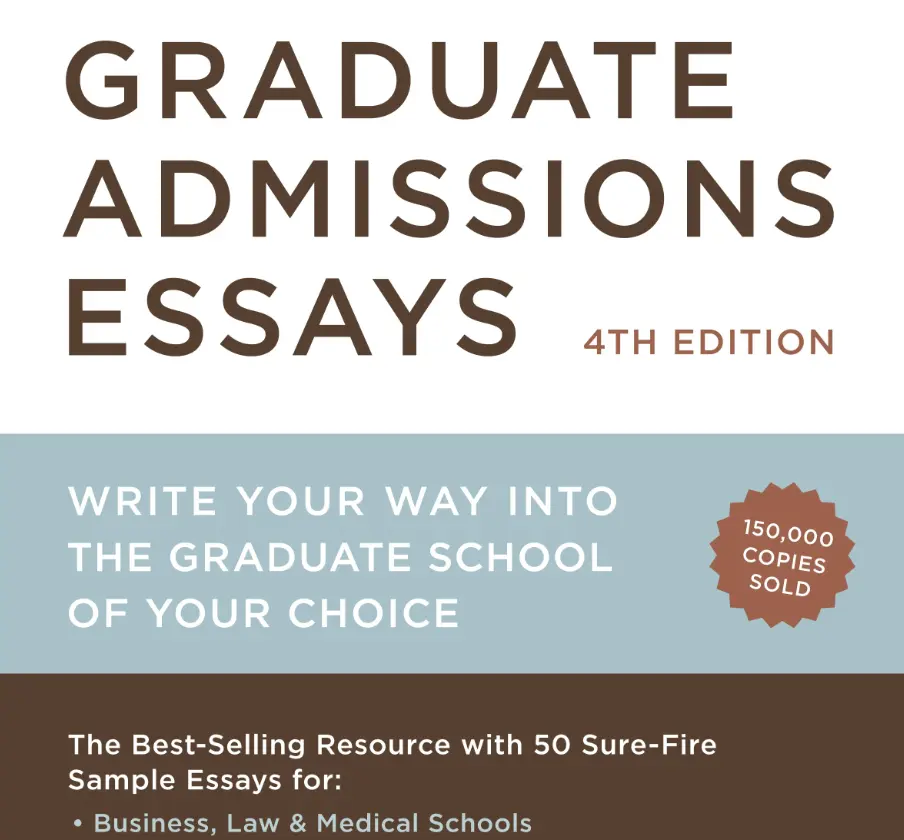 GRADUATE
ADMISSIONS
ESSAYS
4TH EDITION
WRITE YOUR WAY INTO
THE GRADUATE SCHOOL
OF YOUR CHOICE
150,000
COPIES
SOLD
The Best-Selling Resource with 50 Sure-Fire
Sample Essays for:
• Business, Law & Medical Schools